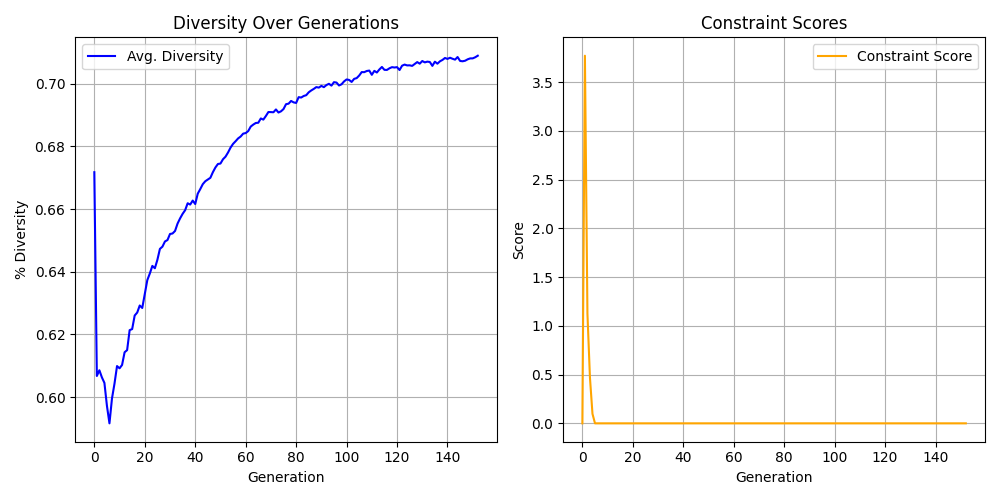 Diversity Over Generations
Avg. Diversity
% Diversity
0.70
0.68
0.66
0.64
0.62
0.60
0 20 40 60 80 100 120 140
Generation
Constraint Scores
Constraint Score
Score
3.5
3.0
2.5
2.0
1.5
1.0
0.5
0.0
0 20 40 60 80 100 120 140
Generation